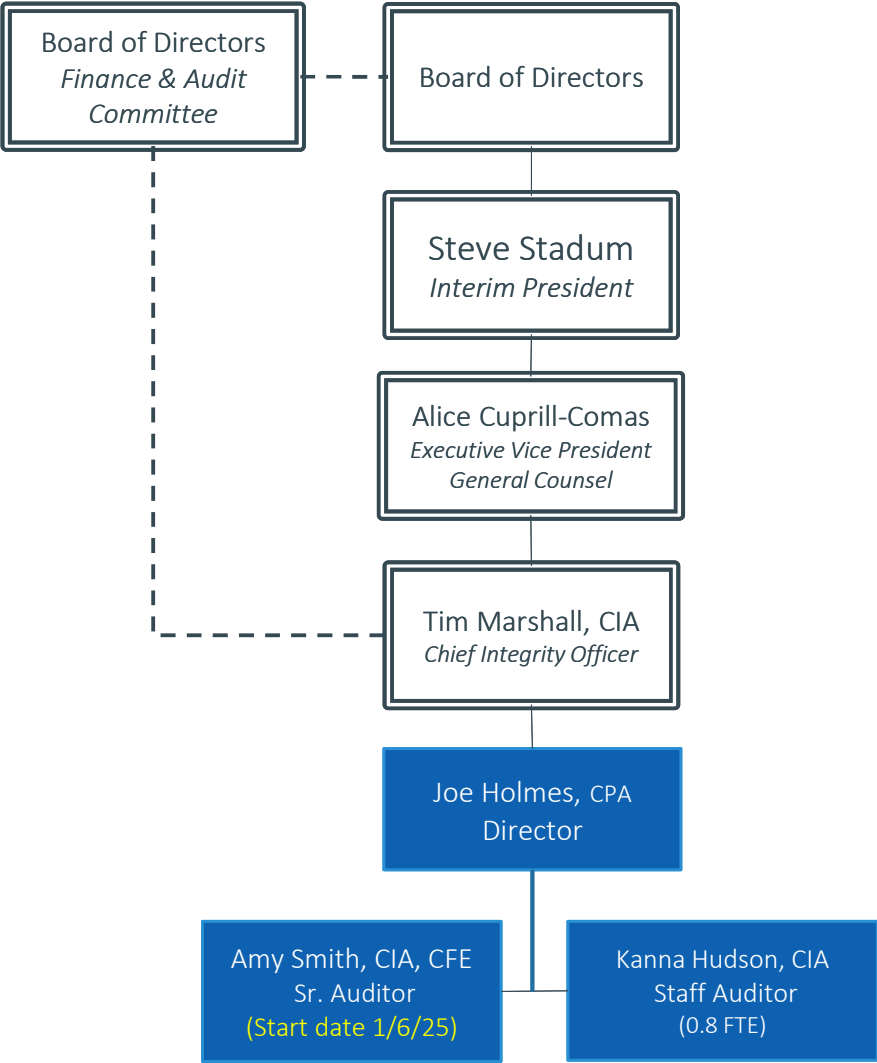 Board of Directors
Finance & Audit
Committee
Board of Directors
Steve Stadum
Interim President
Alice Cuprill-Comas
Executive Vice President
General Counsel
Tim Marshall, CIA
Chief Integrity Officer
Joe Holmes, CPA
Director
Amy Smith, CIA, CFE
Sr. Auditor
(Start date 1/6/25)
Kanna Hudson, CIA
Staff Auditor
(0.8 FTE)